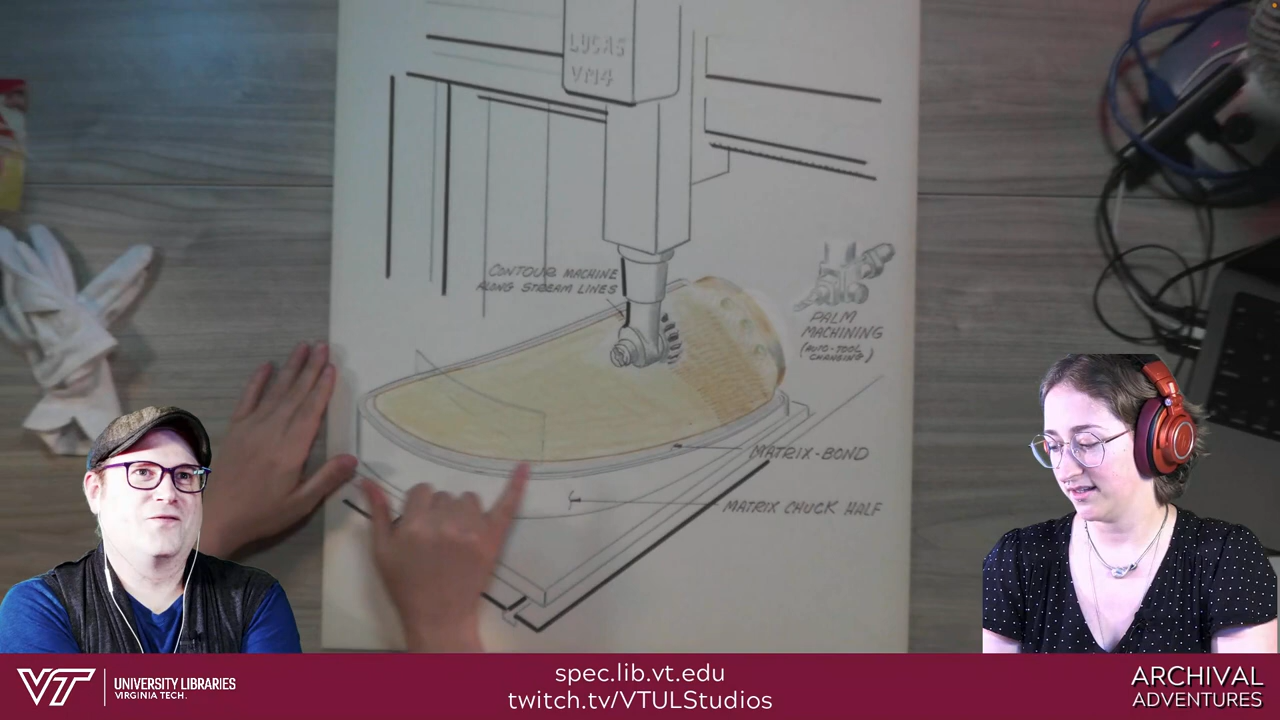 LUCAS
VM4
CONTOUR MACHINE
ALONG STREAM LINES
PALM
MACHINING
(AUTO-TOOL
CHANGING)
MATRIX-BOND
MATRIX CHUCK HALF
VT UNIVERSITY LIBRARIES
VIRGINIA TECH.
spec.lib.vt.edu
twitch.tv/VTULStudios
ARCHIVAL
ADVENTURES